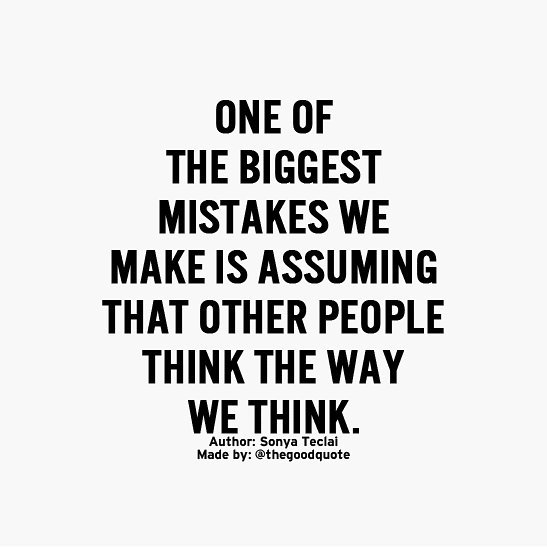 ONE OF
THE BIGGEST
MISTAKES WE
MAKE IS ASSUMING
THAT OTHER PEOPLE
THINK THE WAY
WE THINK.
Author: Sonya Teclai
Made by: @thegoodquote